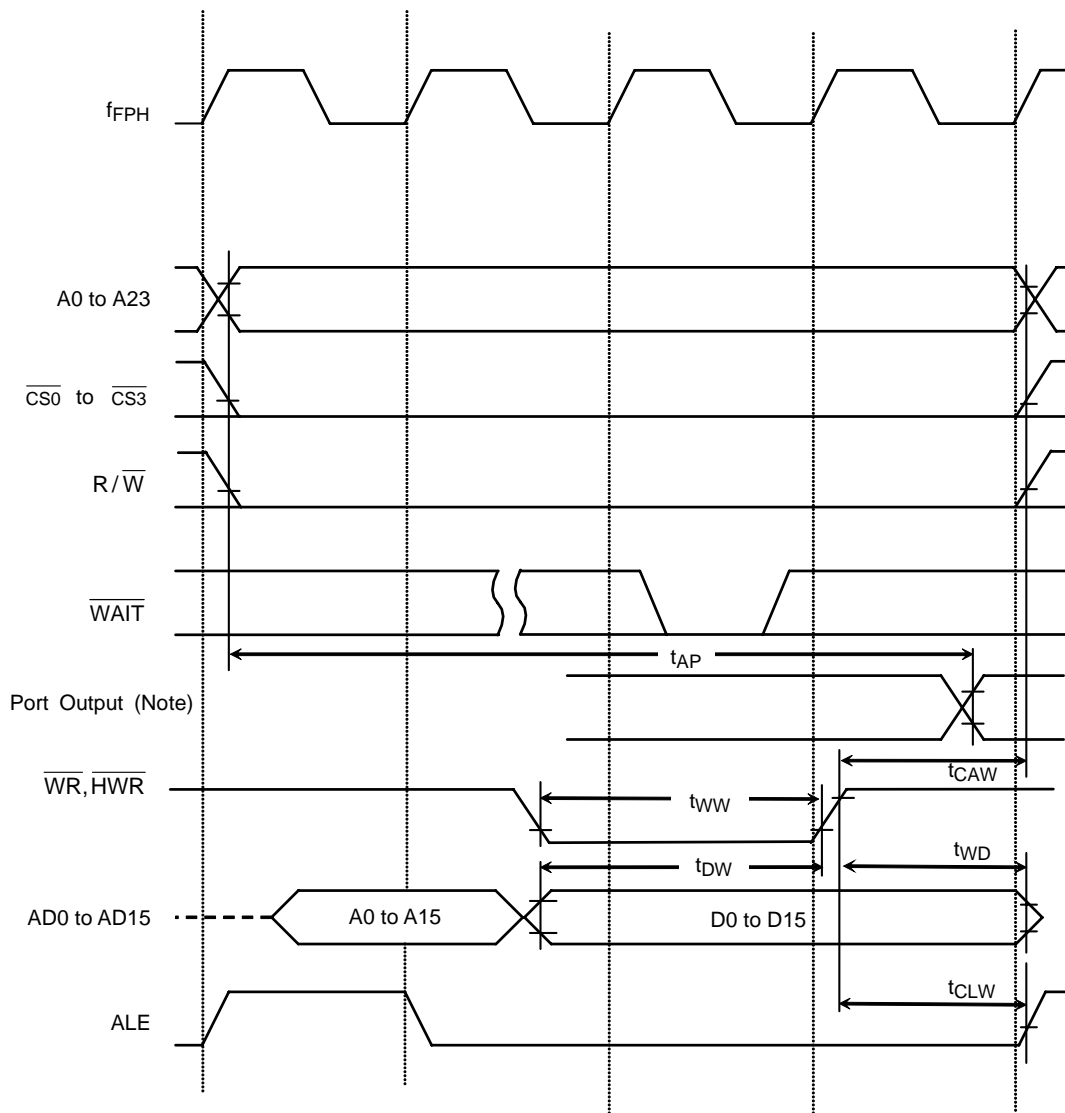 fFPH
A0 to A23
CS0 to CS3
R/W
WAIT
tAP
Port Output (Note)
tCAW
WR, HWR
tWW
tWD
tDW
AD0 to AD15
A0 to A15
D0 to D15
tCLW
ALE